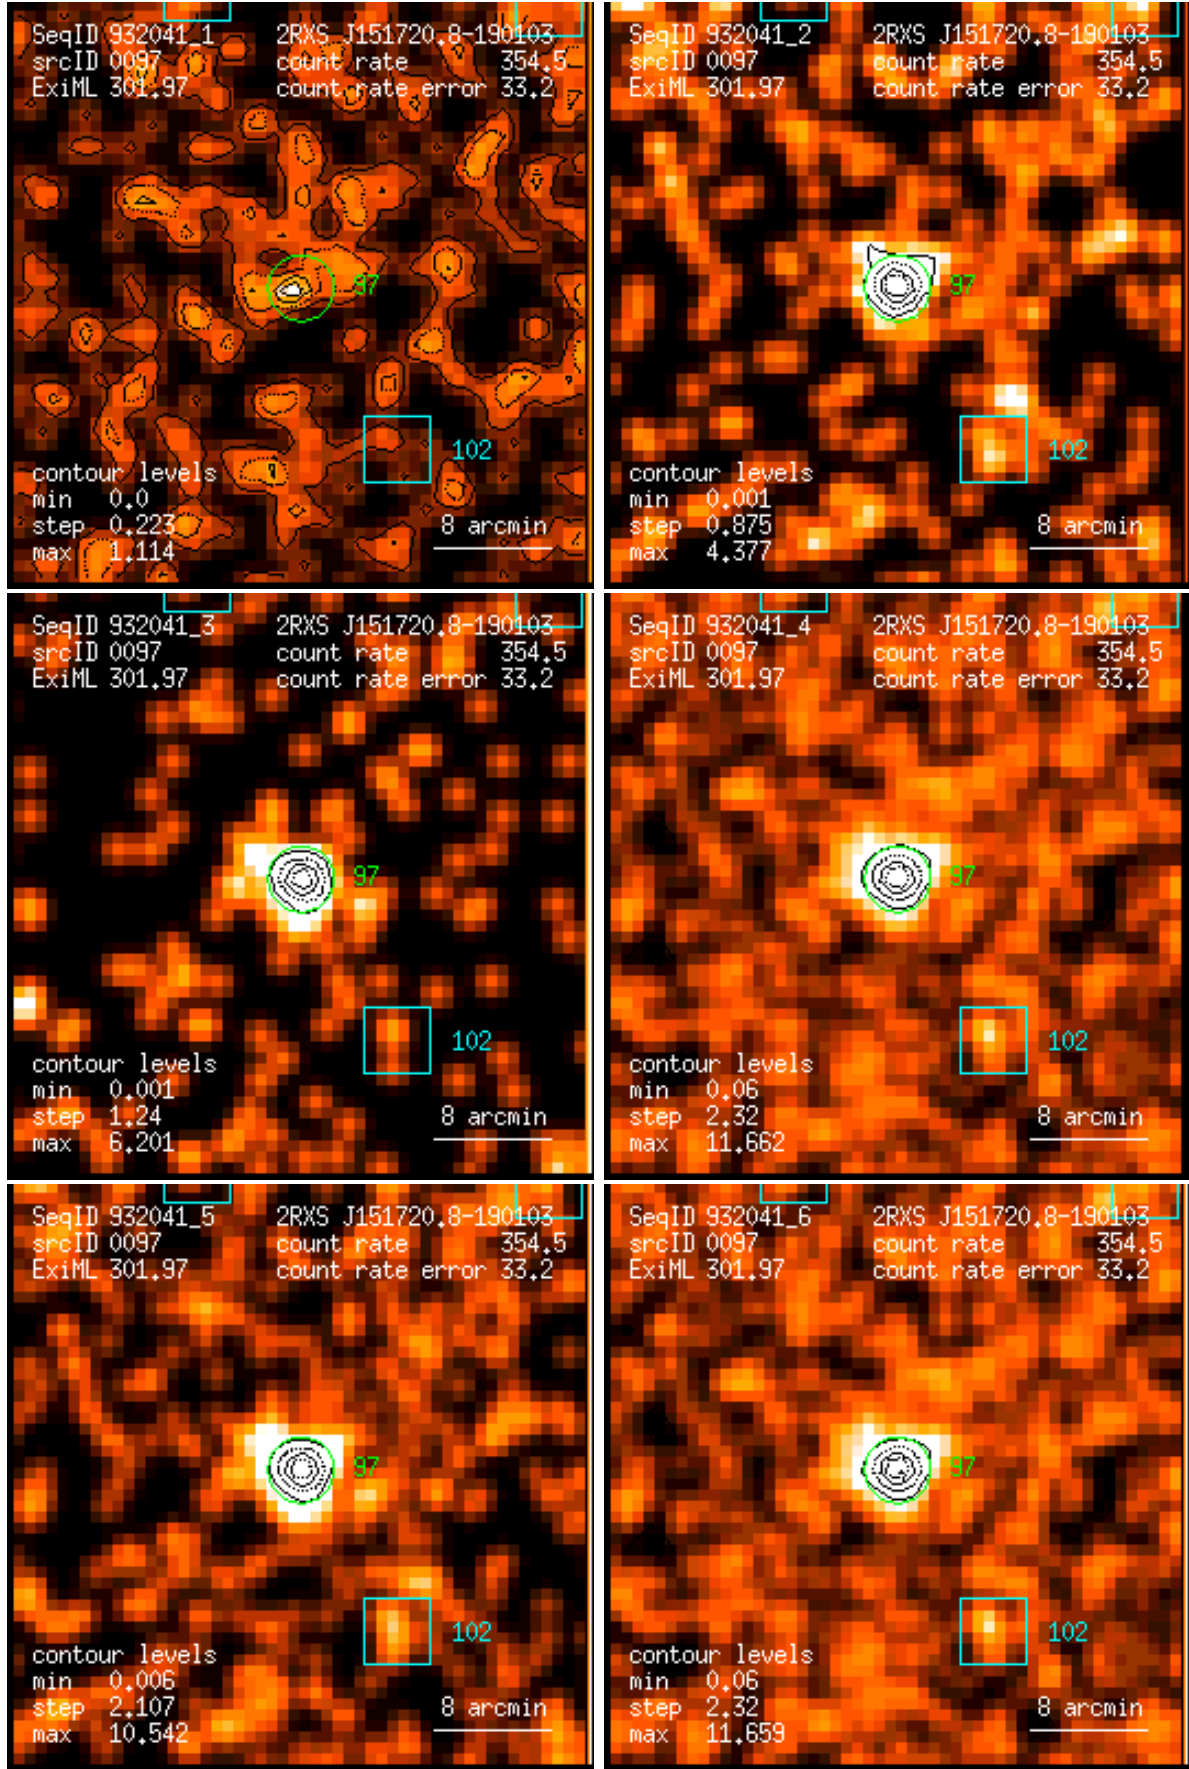 SeqID 932041_1 2RXS J151720.8-190103
srcID 0097 count rate 354.5
ExiML 301.97 count rate error 33.2
97
102
contour levels
min 0.0
step 0.223 8 arcmin
max 1.114
SeqID 932041_2 2RXS J151720.8-190103
srcID 0097 count rate 354.5
ExiML 301.97 count rate error 33.2
97
102
contour levels
min 0.001
step 0.875 8 arcmin
max 4.377
SeqID 932041_3 2RXS J151720.8-190103
srcID 0097 count rate 354.5
ExiML 301.97 count rate error 33.2
97
102
contour levels
min 0.001
step 1.24 8 arcmin
max 6.201
SeqID 932041_4 2RXS J151720.8-190103
srcID 0097 count rate 354.5
ExiML 301.97 count rate error 33.2
97
102
contour levels
min 0.06
step 2.32 8 arcmin
max 11.662
SeqID 932041_5 2RXS J151720.8-190103
srcID 0097 count rate 354.5
ExiML 301.97 count rate error 33.2
97
102
contour levels
min 0.006
step 2.107 8 arcmin
max 10.542
SeqID 932041_6 2RXS J151720.8-190103
srcID 0097 count rate 354.5
ExiML 301.97 count rate error 33.2
97
102
contour levels
min 0.06
step 2.32 8 arcmin
max 11.659